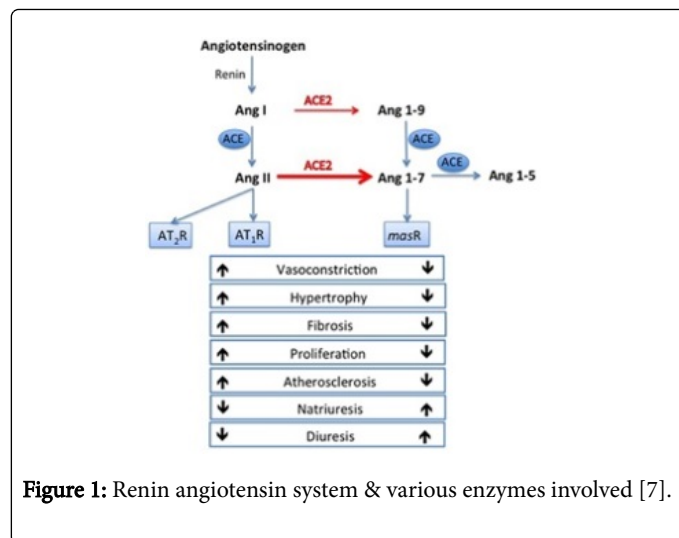 Angiotensinogen
Renin
Ang I ACE2 Ang 1-9
ACE ACE
Ang II ACE2 Ang 1-7 ACE Ang 1-5
AT₂R AT₁R masR
↑ Vasoconstriction ↓
↑ Hypertrophy ↓
↑ Fibrosis ↓
↑ Proliferation ↓
↑ Atherosclerosis ↓
↓ Natriuresis ↑
↓ Diuresis ↑
Figure 1: Renin angiotensin system & various enzymes involved [7].